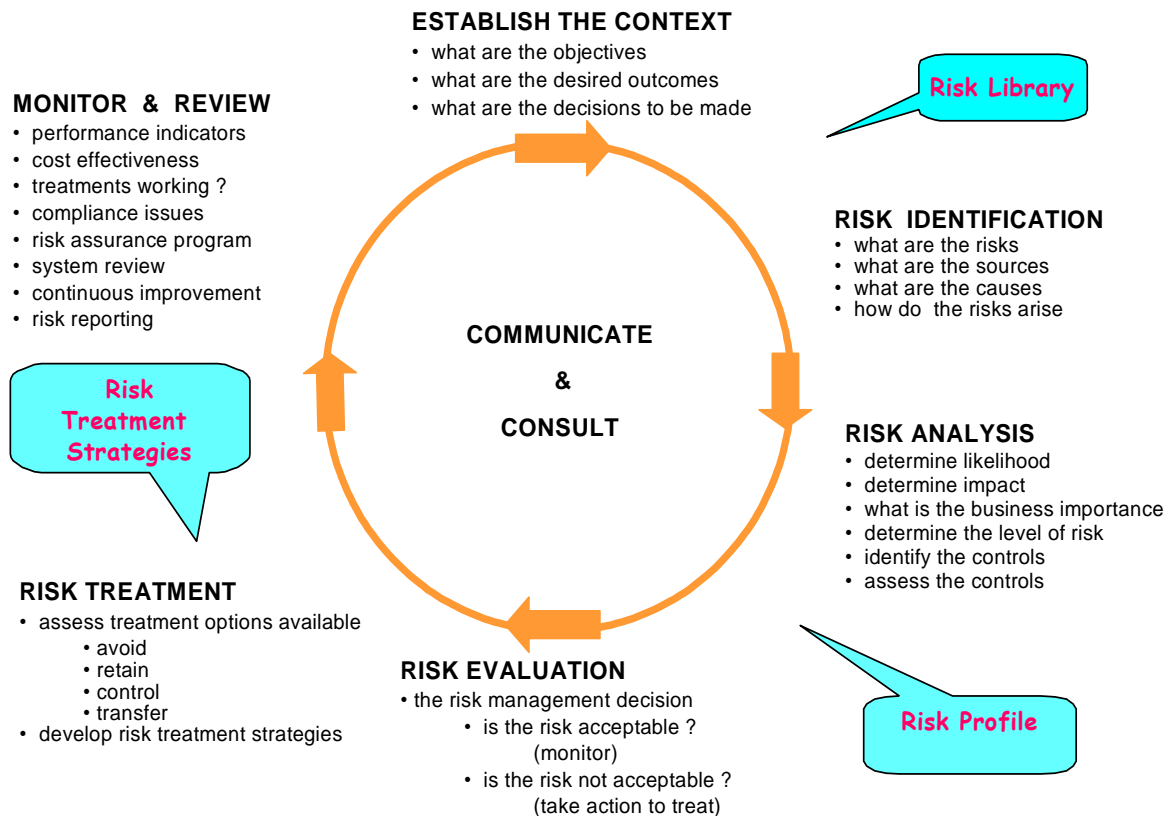 ESTABLISH THE CONTEXT
• what are the objectives
• what are the desired outcomes
• what are the decisions to be made
Risk Library
RISK IDENTIFICATION
• what are the risks
• what are the sources
• what are the causes
• how do the risks arise
RISK ANALYSIS
• determine likelihood
• determine impact
• what is the business importance
• determine the level of risk
• identify the controls
• assess the controls
Risk Profile
RISK EVALUATION
• the risk management decision
• is the risk acceptable ?
(monitor)
• is the risk not acceptable ?
(take action to treat)
RISK TREATMENT
• assess treatment options available
• avoid
• retain
• control
• transfer
• develop risk treatment strategies
Risk
Treatment
Strategies
MONITOR & REVIEW
• performance indicators
• cost effectiveness
• treatments working ?
• compliance issues
• risk assurance program
• system review
• continuous improvement
• risk reporting
COMMUNICATE
&
CONSULT